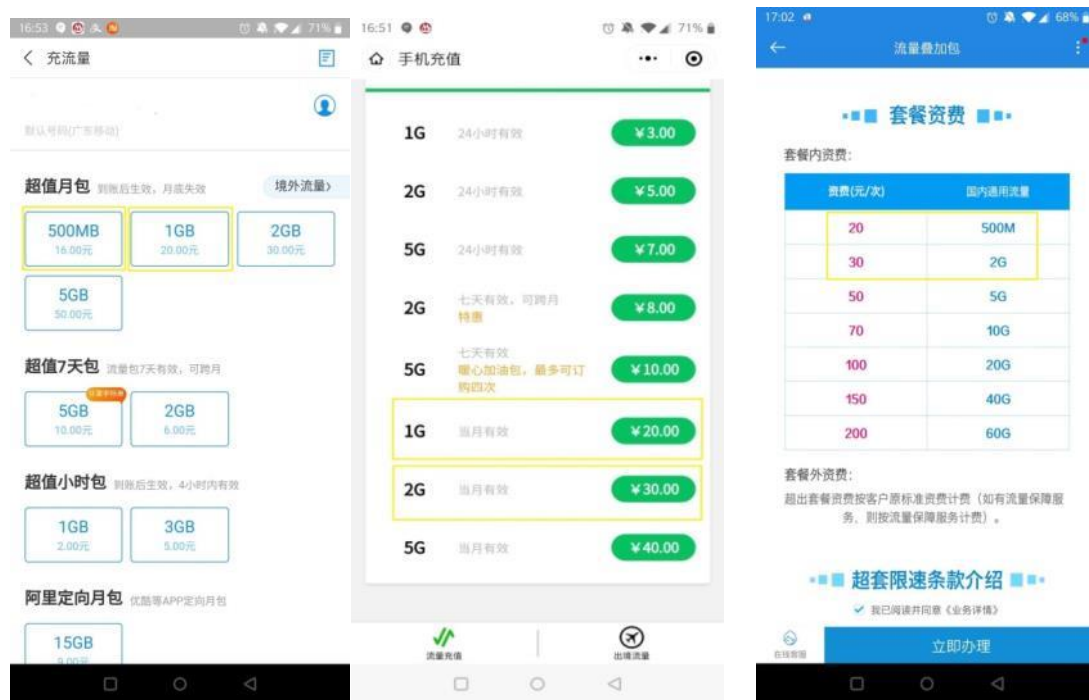 16:53
71%
充流量
默认号码(广东移动)
超值月包 到账后生效，月底失效
境外流量>
500MB
16.00元
1GB
20.00元
2GB
30.00元
5GB
50.00元
超值7天包 流量包7天有效，可跨月
5GB
10.00元
2GB
6.00元
超值小时包 到账后生效，4小时内有效
1GB
2.00元
3GB
5.00元
阿里定向月包 优酷等APP定向月包
15GB
9.00元
16:51
71%
手机充值
1G 24小时有效 ¥3.00
2G 24小时有效 ¥5.00
5G 24小时有效 ¥7.00
2G 七天有效，可跨月 ¥8.00
特惠
5G 七天有效 ¥10.00
暖心加油包，最多可订
购四次
1G 当月有效 ¥20.00
2G 当月有效 ¥30.00
5G 当月有效 ¥40.00
流量充值
出境流量
17:02
68%
流量叠加包
套餐资费
套餐内资费：
资费(元/次) 国内通用流量
20 500M
30 2G
50 5G
70 10G
100 20G
150 40G
200 60G
套餐外资费：
超出套餐资费按客户原标准资费计费（如有流量保障服
务，则按流量保障服务计费）。
超套限速条款介绍
我已阅读并同意《业务详情》
在线客服
立即办理